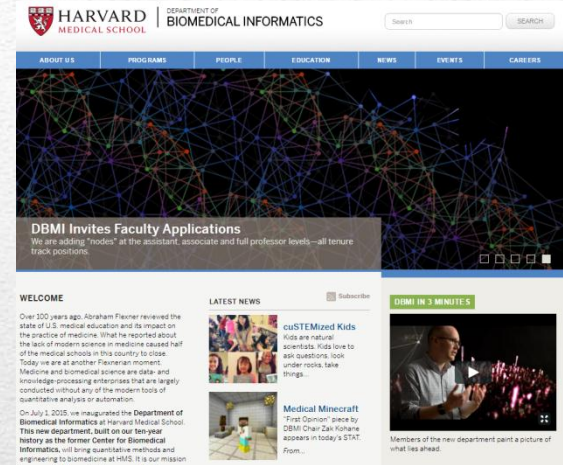 HARVARD
MEDICAL SCHOOL
DEPARTMENT OF
BIOMEDICAL INFORMATICS
Search
SEARCH
ABOUT US
PROGRAMS
PEOPLE
EDUCATION
NEWS
EVENTS
CAREERS
DBMI Invites Faculty Applications
We are adding "nodes" at the assistant, associate and full professor levels—all tenure
track positions.
WELCOME
Over 100 years ago, Abraham Flexner reviewed the
state of U.S. medical education and its impact on
the practice of medicine. What he reported about
the lack of modern science in medicine caused half
of the medical schools in this country to close.
Today we are at another Flexnerian moment.
Medicine and biomedical science are data- and
knowledge-processing enterprises that are largely
conducted without any of the modern tools of
quantitative analysis or automation.
On July 1, 2015, we inaugurated the Department of
Biomedical Informatics at Harvard Medical School.
This new department, built on our ten-year
history as the former Center for Biomedical
Informatics, will bring quantitative methods and
engineering to biomedicine at HMS. It is our mission
LATEST NEWS
Subscribe
cuSTEMized Kids
Kids are natural
scientists. Kids love to
ask questions, look
under rocks, take
things...
Medical Minecraft
"First Opinion" piece by
DBMI Chair Zak Kohane
appears in today's STAT.
From...
DBMI IN 3 MINUTES
Members of the new department paint a picture of
what lies ahead.